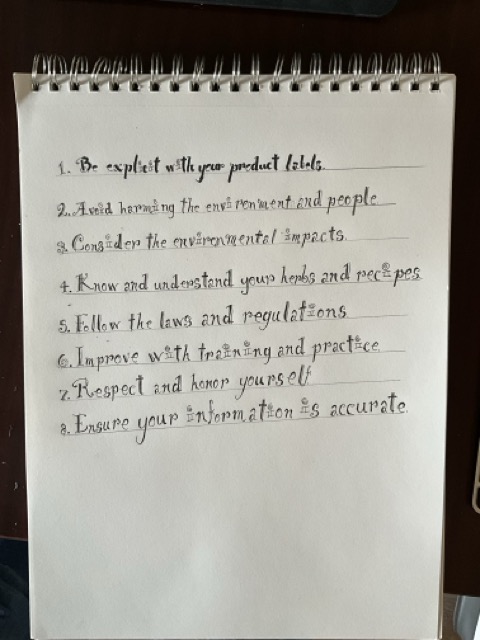 1. Be explicit with your product labels.
2. Avoid harming the environment and people
3. Consider the environmental impacts.
4. Know and understand your herbs and recipes
5. Follow the laws and regulations
6. Improve with training and practice
7. Respect and honor yourself
8. Ensure your information is accurate.